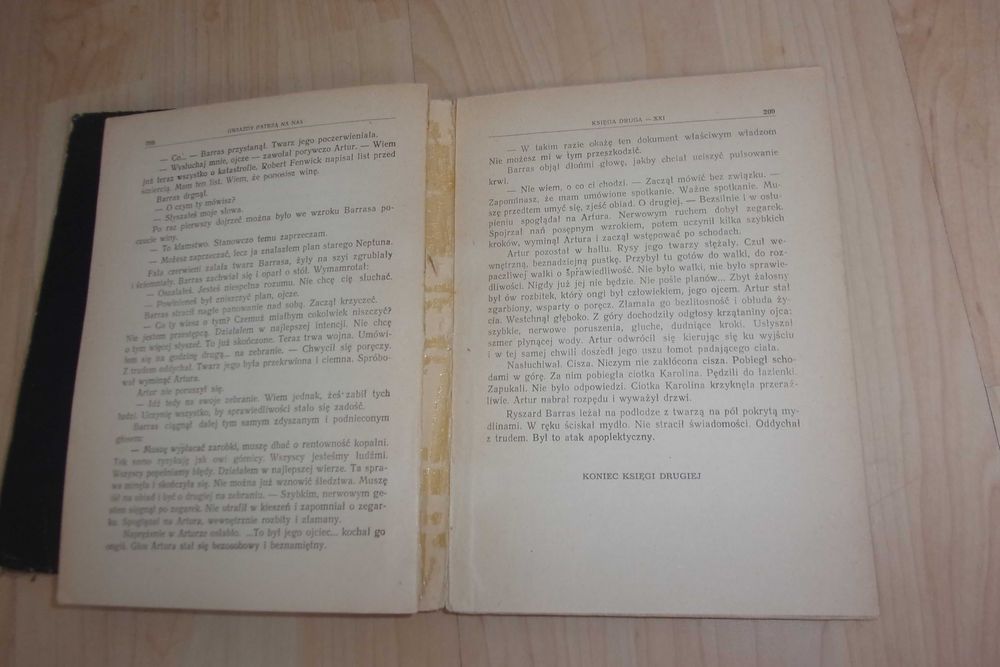 208
GWIAZDY PATRZĄ NA NAS
— Co... — Barras przystanął. Twarz jego poczerwieniała.
— Wysłuchaj mnie, ojcze — zawołał porywczo Artur. — Wiem
już teraz wszystko o katastrofie. Robert Fenwick napisał list przed
śmiercią. Mam ten list. Wiem, że ponosisz winę.
Barras drgnął.
— O czym ty mówisz?
— Słyszałeś moje słowa.
Po raz pierwszy dojrzeć można było we wzroku Barrasa po-
czucie winy.
— To kłamstwo. Stanowczo temu zaprzeczam.
— Możesz zaprzeczać, lecz ja znalazłem plan starego Neptuna.
Fala czerwieni zalała twarz Barrasa, żyły na szyi zgrubiały
i ściemniały. Barras zachwiał się i oparł o stół. Wymamrotał:
— Oszalałeś. Jesteś niespełna rozumu. Nie chcę cię słuchać.
— Powinieneś był zniszczyć plan, ojcze.
Barras stracił nagle panowanie nad sobą. Zaczął krzyczeć.
— Co ty wiesz o tym? Czemuż miałbym cokolwiek niszczyć?
Nie jestem przestępcą. Działałem w najlepszej intencji. Nie chcę
o tym więcej słyszeć. To już skończone. Teraz trwa wojna. Umówi-
łem się na godzinę drugą... na zebranie. — Chwycił się poręczy.
Z trudem oddychał. Twarz jego była przekrwiona i ciemna. Spróbo-
wał wyminąć Artura.
Artur nie poruszył się.
— Idź tedy na swoje zebranie. Wiem jednak, żeś zabił tych
ludzi. Uczynię wszystko, by sprawiedliwości stało się zadość.
Barras ciągnął dalej tym samym zdyszanym i podnieconym
głosem:
— Muszę wypłacać zarobki, muszę dbać o rentowność kopalni.
Tak samo ryzykuję jak owi górnicy. Wszyscy jesteśmy ludźmi.
Wszyscy popełniamy błędy. Działałem w najlepszej wierze. Ta spra-
wa minęła i skończyła się. Nie można już wznowić śledztwa. Muszę
iść na obiad i być o drugiej na zebraniu. — Szybkim, nerwowym ge-
stem sięgnął po zegarek. Nie utrafił w kieszeń i zapomniał o zegar-
ku. Spoglądał na Artura, wewnętrznie rozbity i złamany.
Naprężenie w Arturze osłabło. ...To był jego ojciec... kochał go
ongiś. Głos Artura stał się bezosobowy i beznamiętny.
KSIĘGA DRUGA — XXI
209
— W takim razie okażę ten dokument właściwym władzom
Nie możesz mi w tym przeszkodzić.
Barras objął dłońmi głowę, jakby chciał uciszyć pulsowanie
krwi.
— Nie wiem, o co ci chodzi. — Zaczął mówić bez związku. —
Zapominasz, że mam umówione spotkanie. Ważne spotkanie. Mu-
szę przedtem umyć się, zjeść obiad. O drugiej. — Bezsilnie i w osłu-
pieniu spoglądał na Artura. Nerwowym ruchem dobył zegarek.
Spojrzał nań posępnym wzrokiem, potem uczynił kilka szybkich
kroków, wyminął Artura i zaczął wstępować po schodach.
Artur pozostał w hallu. Rysy jego twarzy stężały. Czuł we-
wnętrzną, beznadziejną pustkę. Przybył tu gotów do walki, do roz-
paczliwej walki o sprawiedliwość. Nie było walki, nie było sprawie-
dliwości. Nigdy już jej nie będzie. Nie pośle planów... Zbyt żałosny
był ów rozbitek, który ongi był człowiekiem, jego ojcem. Artur stał
zgarbiony, wsparty o poręcz. Złamała go bezlitosność i obłuda ży-
cia. Westchnął głęboko. Z góry dochodziły odgłosy krzątaniny ojca:
szybkie, nerwowe poruszenia, głuche, dudniące kroki. Usłyszał
szmer płynącej wody. Artur odwrócił się kierując się ku wyjściu
i w tej samej chwili doszedł jego uszu łomot padającego ciała.
Nasłuchiwał. Cisza. Niczym nie zakłócona cisza. Pobiegł scho-
dami w górę. Za nim pobiegła ciotka Karolina. Pędzili do łazienki.
Zapukali. Nie było odpowiedzi. Ciotka Karolina krzyknęła przeraź-
liwie. Artur nabrał rozpędu i wyważył drzwi.
Ryszard Barras leżał na podłodze z twarzą na pół pokrytą my-
dlinami. W ręku ściskał mydło. Nie stracił świadomości. Oddychał
z trudem. Był to atak apoplektyczny.
KONIEC KSIĘGI DRUGIEJ